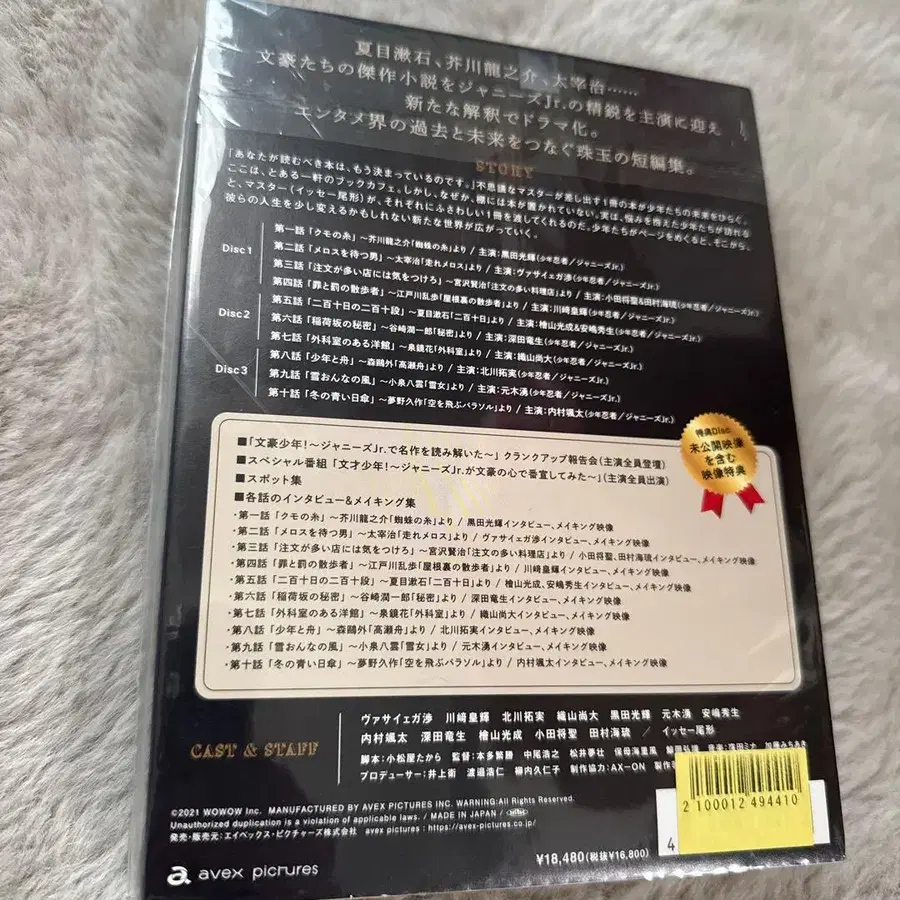 夏目漱石、芥川龍之介、太宰治……
文豪たちの傑作小説をジャニーズJr.の精鋭を主演に迎え
新たな解釈でドラマ化。
エンタメ界の過去と未来をつなぐ珠玉の短編集。
STORY
「あなたが読むべき本は、もう決まっているのです。」不思議なマスターが差し出す1冊の本が少年たちの未来をひらく。
ここは、とある一軒のブックカフェ。しかし、なぜか、棚には本が置かれていない。実は、悩みを抱えた少年たちが訪れる
と、マスター(イッセー尾形)が、それぞれにふさわしい1冊を渡してくれるのだ。少年たちがページをめくると、そこから、
彼らの人生を少し変えるかもしれない新たな世界が広がっていく。
Disc1
第一話「クモの糸」〜芥川龍之介「蜘蛛の糸」より / 主演:黒田光輝(少年忍者/ジャニーズJr.)
第二話「メロスを待つ男」〜太宰治「走れメロス」より / 主演:ヴァサイェガ渉(少年忍者/ジャニーズJr.)
第三話「注文が多い店には気をつけろ」〜宮沢賢治「注文の多い料理店」より / 主演:小田将聖&田村海琉(少年忍者/ジャニーズJr.)
Disc2
第四話「罪と罰の散歩者」〜江戸川乱歩「屋根裏の散歩者」より / 主演:川﨑皇輝(少年忍者/ジャニーズJr.)
第五話「二百十日の二百十段」〜夏目漱石「二百十日」より / 主演:檜山光成&安嶋秀生(少年忍者/ジャニーズJr.)
第六話「稲荷坂の秘密」〜谷崎潤一郎「秘密」より / 主演:深田竜生(少年忍者/ジャニーズJr.)
第七話「外科室のある洋館」〜泉鏡花「外科室」より / 主演:織山尚大(少年忍者/ジャニーズJr.)
Disc3
第八話「少年と舟」〜森鷗外「高瀬舟」より / 主演:北川拓実(少年忍者/ジャニーズJr.)
第九話「雪おんなの風」〜小泉八雲「雪女」より / 主演:元木湧(少年忍者/ジャニーズJr.)
第十話「冬の青い日傘」〜夢野久作「空を飛ぶパラソル」より / 主演:内村颯太(少年忍者/ジャニーズJr.)
特典Disc
未公開映像
を含む
映像特典
■「文豪少年!〜ジャニーズJr.で名作を読み解いた〜」クランクアップ報告会(主演全員登壇)
■スペシャル番組「文才少年!〜ジャニーズJr.が文豪の心で番宣してみた〜」(主演全員出演)
■スポット集
■各話のインタビュー&メイキング集
・第一話「クモの糸」〜芥川龍之介「蜘蛛の糸」より / 黒田光輝インタビュー、メイキング映像
・第二話「メロスを待つ男」〜太宰治「走れメロス」より / ヴァサイェガ渉インタビュー、メイキング映像
・第三話「注文が多い店には気をつけろ」〜宮沢賢治「注文の多い料理店」より / 小田将聖、田村海琉インタビュー、メイキング映像
・第四話「罪と罰の散歩者」〜江戸川乱歩「屋根裏の散歩者」より / 川﨑皇輝インタビュー、メイキング映像
・第五話「二百十日の二百十段」〜夏目漱石「二百十日」より / 檜山光成、安嶋秀生インタビュー、メイキング映像
・第六話「稲荷坂の秘密」〜谷崎潤一郎「秘密」より / 深田竜生インタビュー、メイキング映像
・第七話「外科室のある洋館」〜泉鏡花「外科室」より / 織山尚大インタビュー、メイキング映像
・第八話「少年と舟」〜森鷗外「高瀬舟」より / 北川拓実インタビュー、メイキング映像
・第九話「雪おんなの風」〜小泉八雲「雪女」より / 元木湧インタビュー、メイキング映像
・第十話「冬の青い日傘」〜夢野久作「空を飛ぶパラソル」より / 内村颯太インタビュー、メイキング映像
CAST & STAFF
ヴァサイェガ渉 川﨑皇輝 北川拓実 織山尚大 黒田光輝 元木湧 安嶋秀生
内村颯太 深田竜生 檜山光成 小田将聖 田村海琉 / イッセー尾形
脚本:小松屋たから 監督:本多繁勝 中尾浩之 松井夢壮 保母海里風 音楽:窪田ミナ 加藤みちあき
プロデューサー:井上衛 渡邉浩仁 柳内久仁子 制作協力:AX-ON
2100012494410
©2021 WOWOW Inc. MANUFACTURED BY AVEX PICTURES INC. WARNING:All Rights Reserved.
Unauthorized duplication is a violation of applicable laws. / MADE IN JAPAN /
発売・販売元:エイベックス・ピクチャーズ株式会社 avex pictures : https://avex-pictures.co.jp/
4
¥18,480(税抜¥16,800)
avex pictures